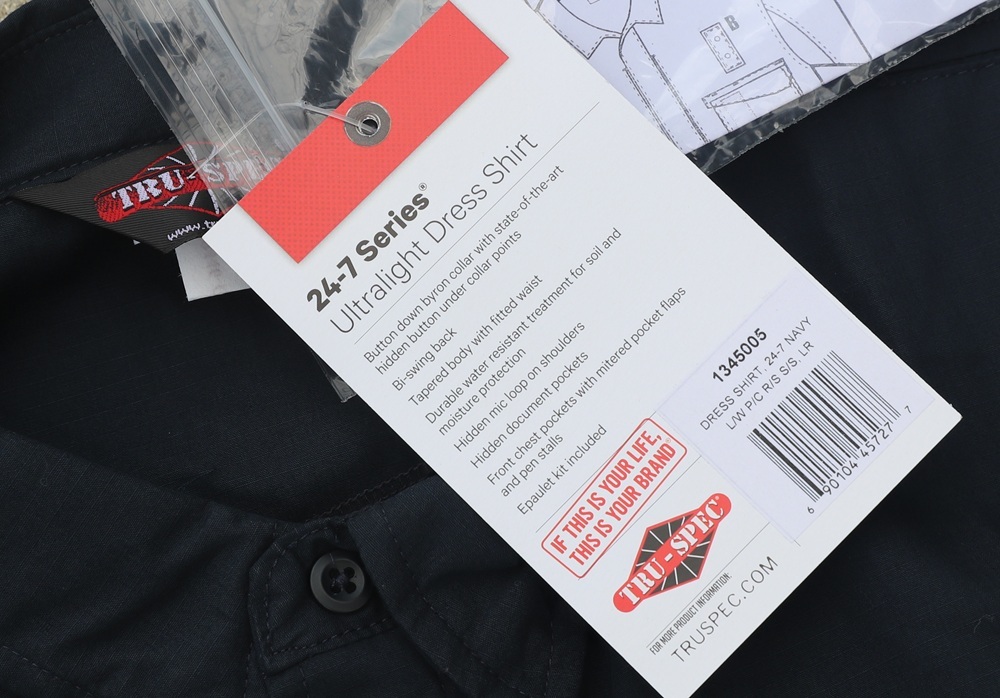 B
TRU-SPEC
24-7 Series®
Ultralight Dress Shirt
Button down byron collar with state-of-the-art
hidden button under collar points
Bi-swing back
Tapered body with fitted waist
Durable water resistant treatment for soil and
moisture protection
Hidden mic loop on shoulders
Hidden document pockets
Front chest pockets with mitered pocket flaps
and pen stalls
Epaulet kit included
1345005
DRESS SHIRT, 24-7 NAVY
L/W P/C R/S S/S, LR
6 90104 45727 7
IF THIS IS YOUR LIFE,
THIS IS YOUR BRAND
TRU-SPEC®
FOR MORE PRODUCT INFORMATION:
TRUSPEC.COM